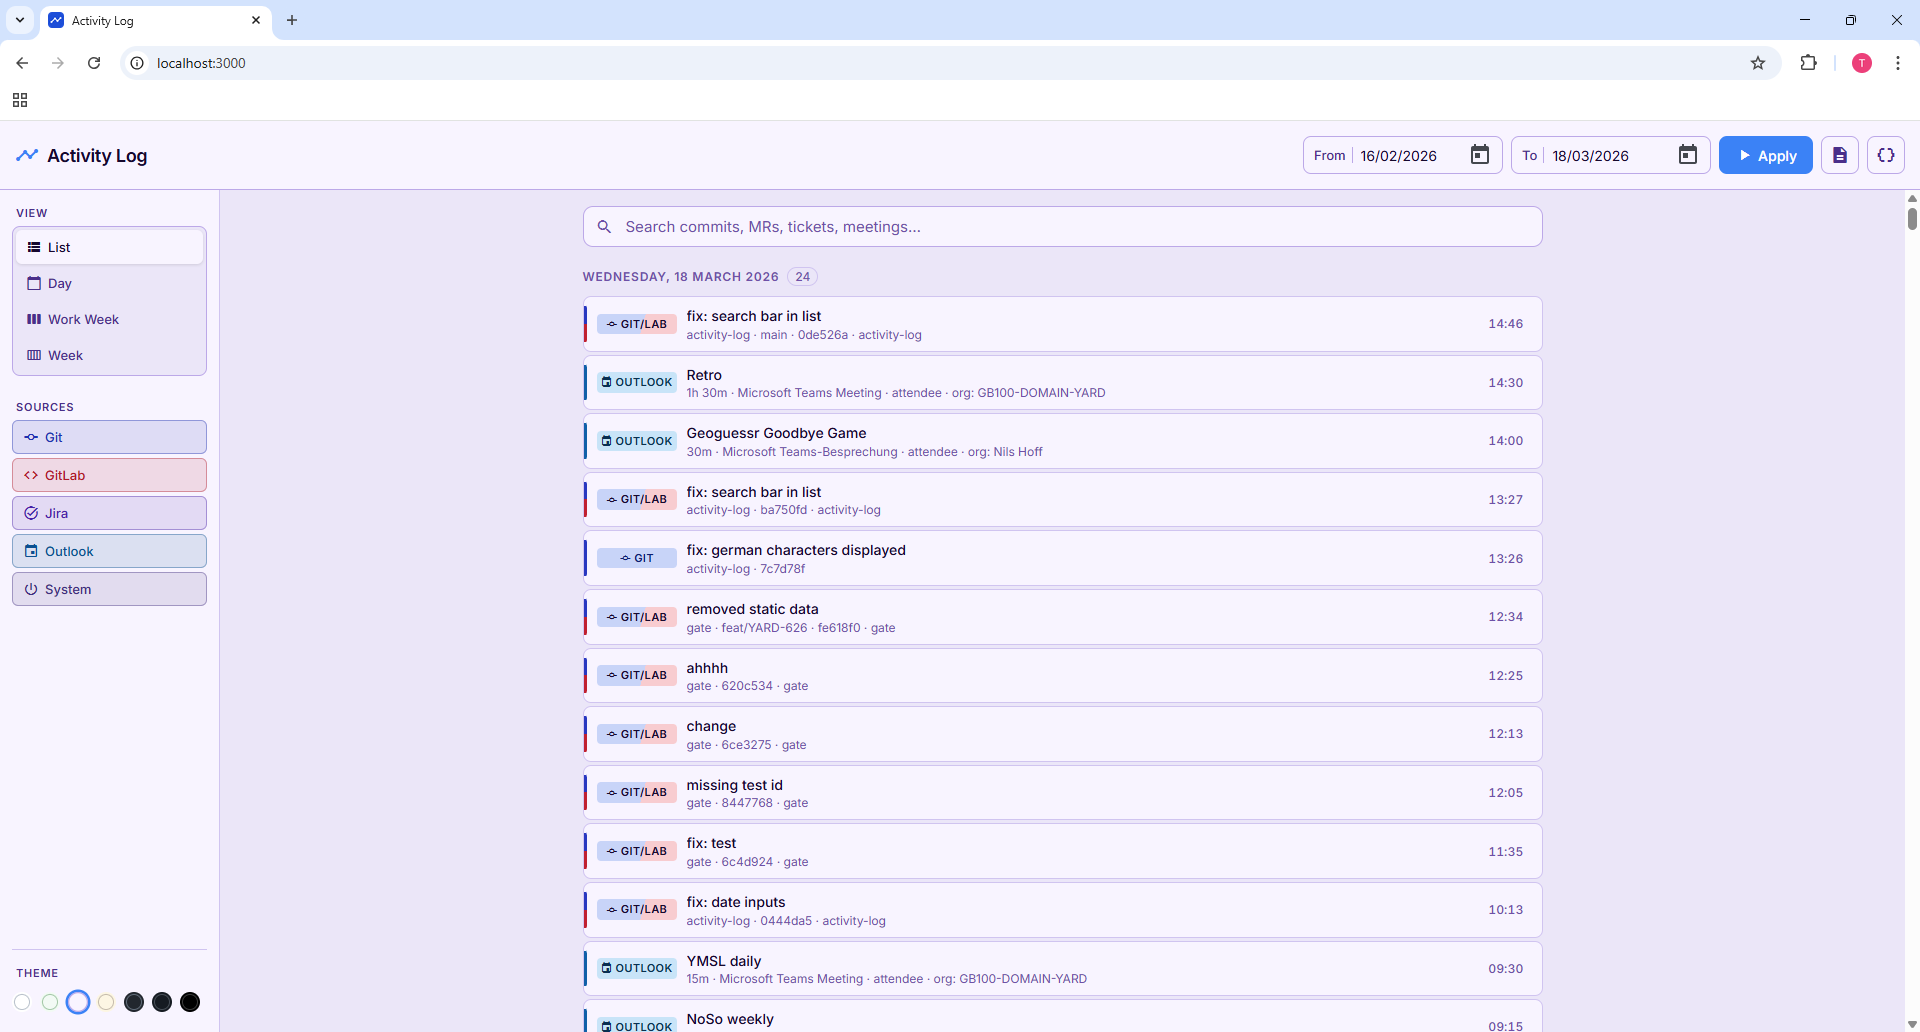 Activity Log
localhost:3000
T
Activity Log
From 16/02/2026
To 18/03/2026
Apply
VIEW
List
Day
Work Week
Week
SOURCES
Git
GitLab
Jira
Outlook
System
THEME
Search commits, MRs, tickets, meetings...
WEDNESDAY, 18 MARCH 2026 24
GIT/LAB
fix: search bar in list
activity-log · main · 0de526a · activity-log
14:46
OUTLOOK
Retro
1h 30m · Microsoft Teams Meeting · attendee · org: GB100-DOMAIN-YARD
14:30
OUTLOOK
Geoguessr Goodbye Game
30m · Microsoft Teams-Besprechung · attendee · org: Nils Hoff
14:00
GIT/LAB
fix: search bar in list
activity-log · ba750fd · activity-log
13:27
GIT
fix: german characters displayed
activity-log · 7c7d78f
13:26
GIT/LAB
removed static data
gate · feat/YARD-626 · fe618f0 · gate
12:34
GIT/LAB
ahhhh
gate · 620c534 · gate
12:25
GIT/LAB
change
gate · 6ce3275 · gate
12:13
GIT/LAB
missing test id
gate · 8447768 · gate
12:05
GIT/LAB
fix: test
gate · 6c4d924 · gate
11:35
GIT/LAB
fix: date inputs
activity-log · 0444da5 · activity-log
10:13
OUTLOOK
YMSL daily
15m · Microsoft Teams Meeting · attendee · org: GB100-DOMAIN-YARD
09:30
OUTLOOK
NoSo weekly
09:15